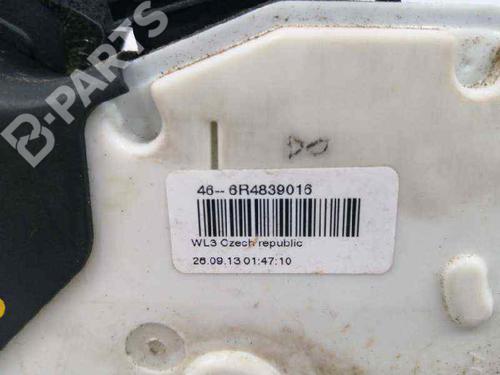 B-PARTS
DO
46-- 6R4839016
WL3 Czech republic
26.09.13 01:47:10